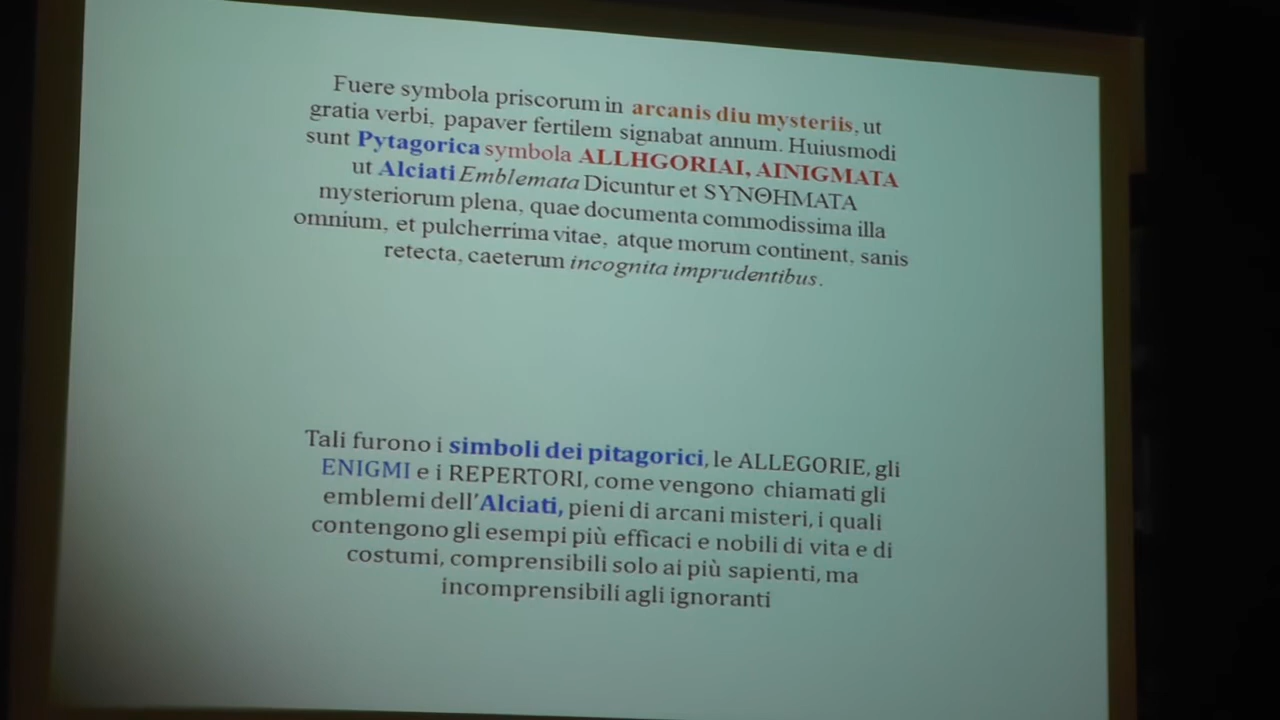 Fuere symbola priscorum in arcanis diu mysteriis, ut
gratia verbi, papaver fertilem signabat annum. Huiusmodi
sunt Pytagorica symbola ALLHGORIAI, AINIGMATA
ut Alciati Emblemata Dicuntur et SYNΘHMATA
mysteriorum plena, quae documenta commodissima illa
omnium, et pulcherrima vitae, atque morum continent, sanis
retecta, caeterum incognita imprudentibus.
Tali furono i simboli dei pitagorici, le ALLEGORIE, gli
ENIGMI e i REPERTORI, come vengono chiamati gli
emblemi dell'Alciati, pieni di arcani misteri, i quali
contengono gli esempi più efficaci e nobili di vita e di
costumi, comprensibili solo ai più sapienti, ma
incomprensibili agli ignoranti